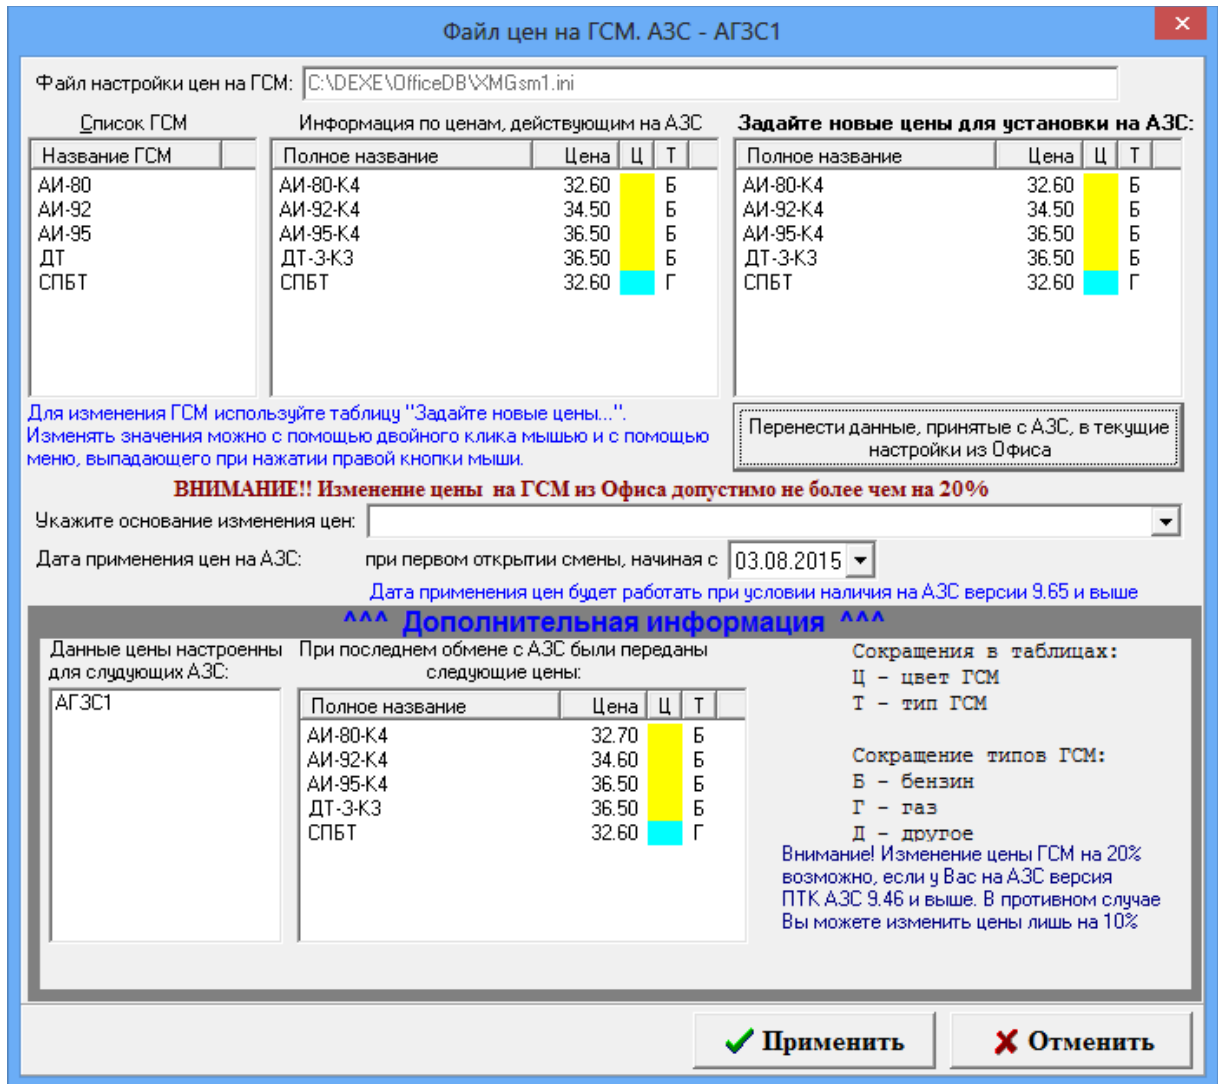 Файл цен на ГСМ. АЗС - АГЗС1
Файл настройки цен на ГСМ: C:\DEXE\OfficeDB\XMGsm1.ini
Список ГСМ
Название ГСМ
АИ-80
АИ-92
АИ-95
ДТ
СПБТ
Информация по ценам, действующим на АЗС
Полное название Цена Ц Т
АИ-80-К4 32.60 Б
АИ-92-К4 34.50 Б
АИ-95-К4 36.50 Б
ДТ-З-К3 36.50 Б
СПБТ 32.60 Г
Задайте новые цены для установки на АЗС:
Полное название Цена Ц Т
АИ-80-К4 32.60 Б
АИ-92-К4 34.50 Б
АИ-95-К4 36.50 Б
ДТ-З-К3 36.50 Б
СПБТ 32.60 Г
Для изменения ГСМ используйте таблицу "Задайте новые цены...".
Изменять значения можно с помощью двойного клика мышью и с помощью
меню, выпадающего при нажатии правой кнопки мыши.
Перенести данные, принятые с АЗС, в текущие
настройки из Офиса
ВНИМАНИЕ!! Изменение цены на ГСМ из Офиса допустимо не более чем на 20%
Укажите основание изменения цен:
Дата применения цен на АЗС: при первом открытии смены, начиная с 03.08.2015
Дата применения цен будет работать при условии наличия на АЗС версии 9.65 и выше
^^^ Дополнительная информация ^^^
Данные цены настроенны
для слудующих АЗС:
АГЗС1
При последнем обмене с АЗС были переданы
следующие цены:
Полное название Цена Ц Т
АИ-80-К4 32.70 Б
АИ-92-К4 34.60 Б
АИ-95-К4 36.50 Б
ДТ-З-К3 36.50 Б
СПБТ 32.60 Г
Сокращения в таблицах:
Ц - цвет ГСМ
Т - тип ГСМ
Сокращение типов ГСМ:
Б - бензин
Г - газ
Д - другое
Внимание! Изменение цены ГСМ на 20%
возможно, если у Вас на АЗС версия
ПТК АЗС 9.46 и выше. В противном случае
Вы можете изменить цены лишь на 10%
Применить
Отменить